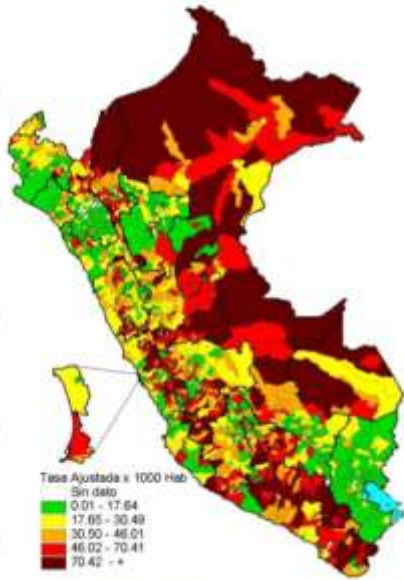 Tasa Ajustada x 1000 Hab
Sin dato
0.01 - 17.64
17.65 - 30.49
30.50 - 46.01
46.02 - 70.41
70.42 - +